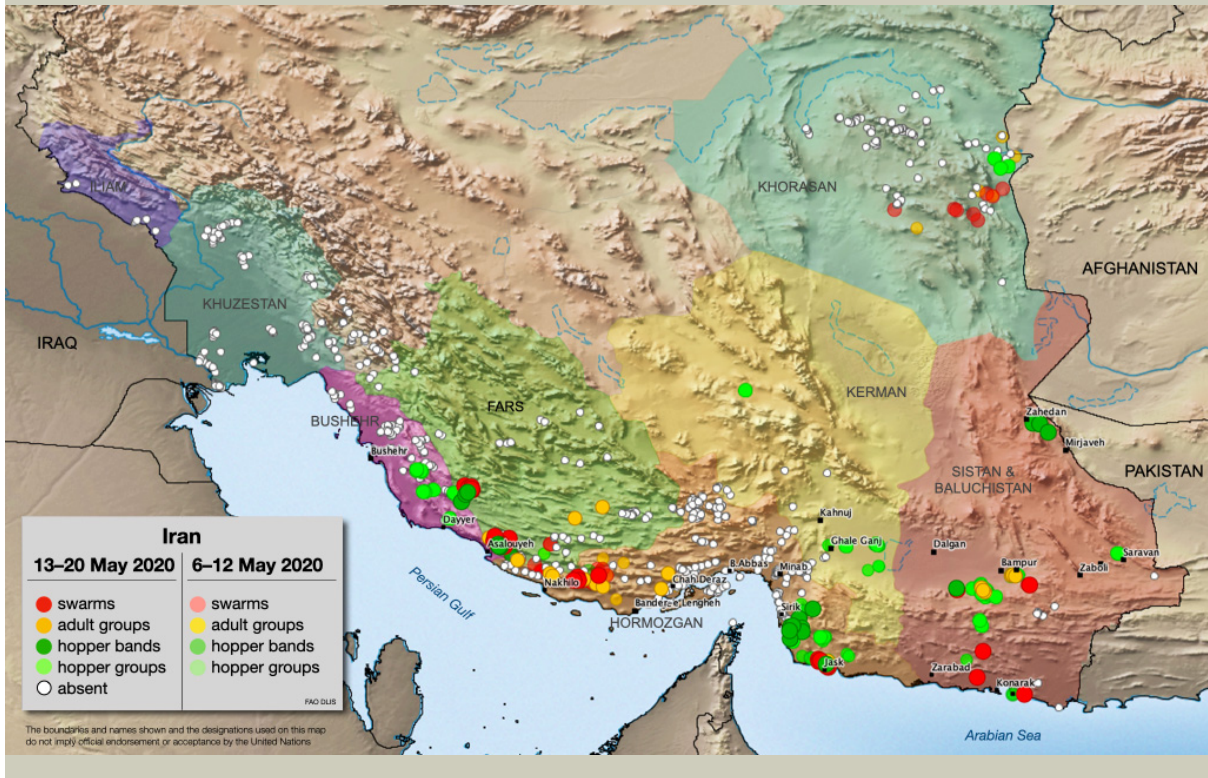 KHORASAN
ILAM
AFGHANISTAN
KHUZESTAN
IRAQ
KERMAN
FARS
BUSHEHR
Zahedan
Mirjaveh
Bushehr
PAKISTAN
SISTAN &
BALUCHISTAN
Dayyer
Kahnuj
Asalouyeh
Ghale Ganj
Dalgan
Saravan
Bampur
Zaboli
B.Abbas
Minab
Nakhilo
Chah Deraz
Persian Gulf
Bander-e Lengheh
Sirik
HORMOZGAN
Jask
Zarabad
Konarak
Arabian Sea
Iran
13–20 May 2020
6–12 May 2020
swarms
swarms
adult groups
adult groups
hopper bands
hopper bands
hopper groups
hopper groups
absent
FAO DLIS
The boundaries and names shown and the designations used on this map
do not imply official endorsement or acceptance by the United Nations